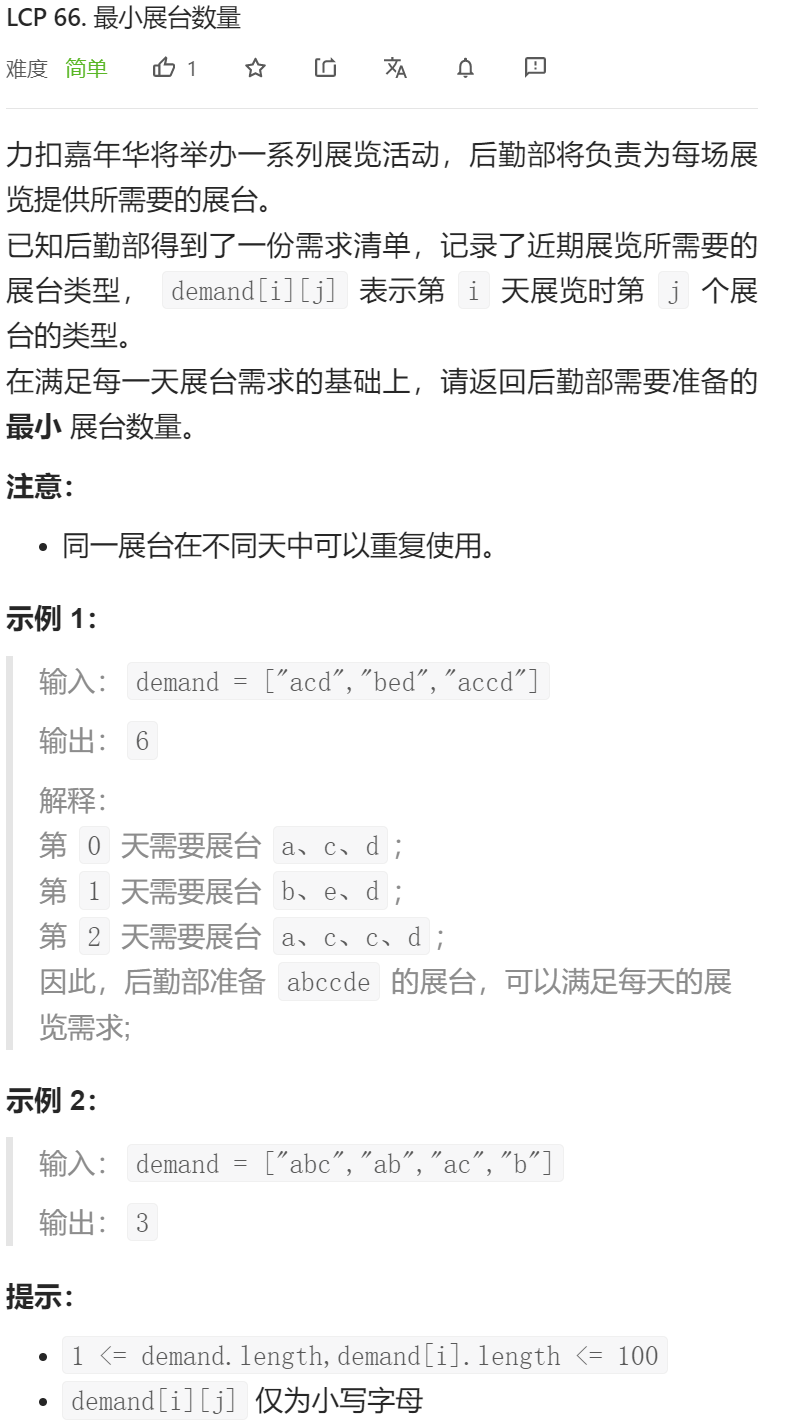 LCP 66. 最小展台数量
难度 简单 1
力扣嘉年华将举办一系列展览活动，后勤部将负责为每场展
览提供所需要的展台。
已知后勤部得到了一份需求清单，记录了近期展览所需要的
展台类型， demand[i][j] 表示第 i 天展览时第 j 个展
台的类型。
在满足每一天展台需求的基础上，请返回后勤部需要准备的
最小 展台数量。
注意：
• 同一展台在不同天中可以重复使用。
示例 1：
输入： demand = ["acd","bed","accd"]
输出： 6
解释：
第 0 天需要展台 a、c、d；
第 1 天需要展台 b、e、d；
第 2 天需要展台 a、c、c、d；
因此，后勤部准备 abccde 的展台，可以满足每天的展
览需求;
示例 2：
输入： demand = ["abc","ab","ac","b"]
输出： 3
提示：
• 1 <= demand.length,demand[i].length <= 100
• demand[i][j] 仅为小写字母